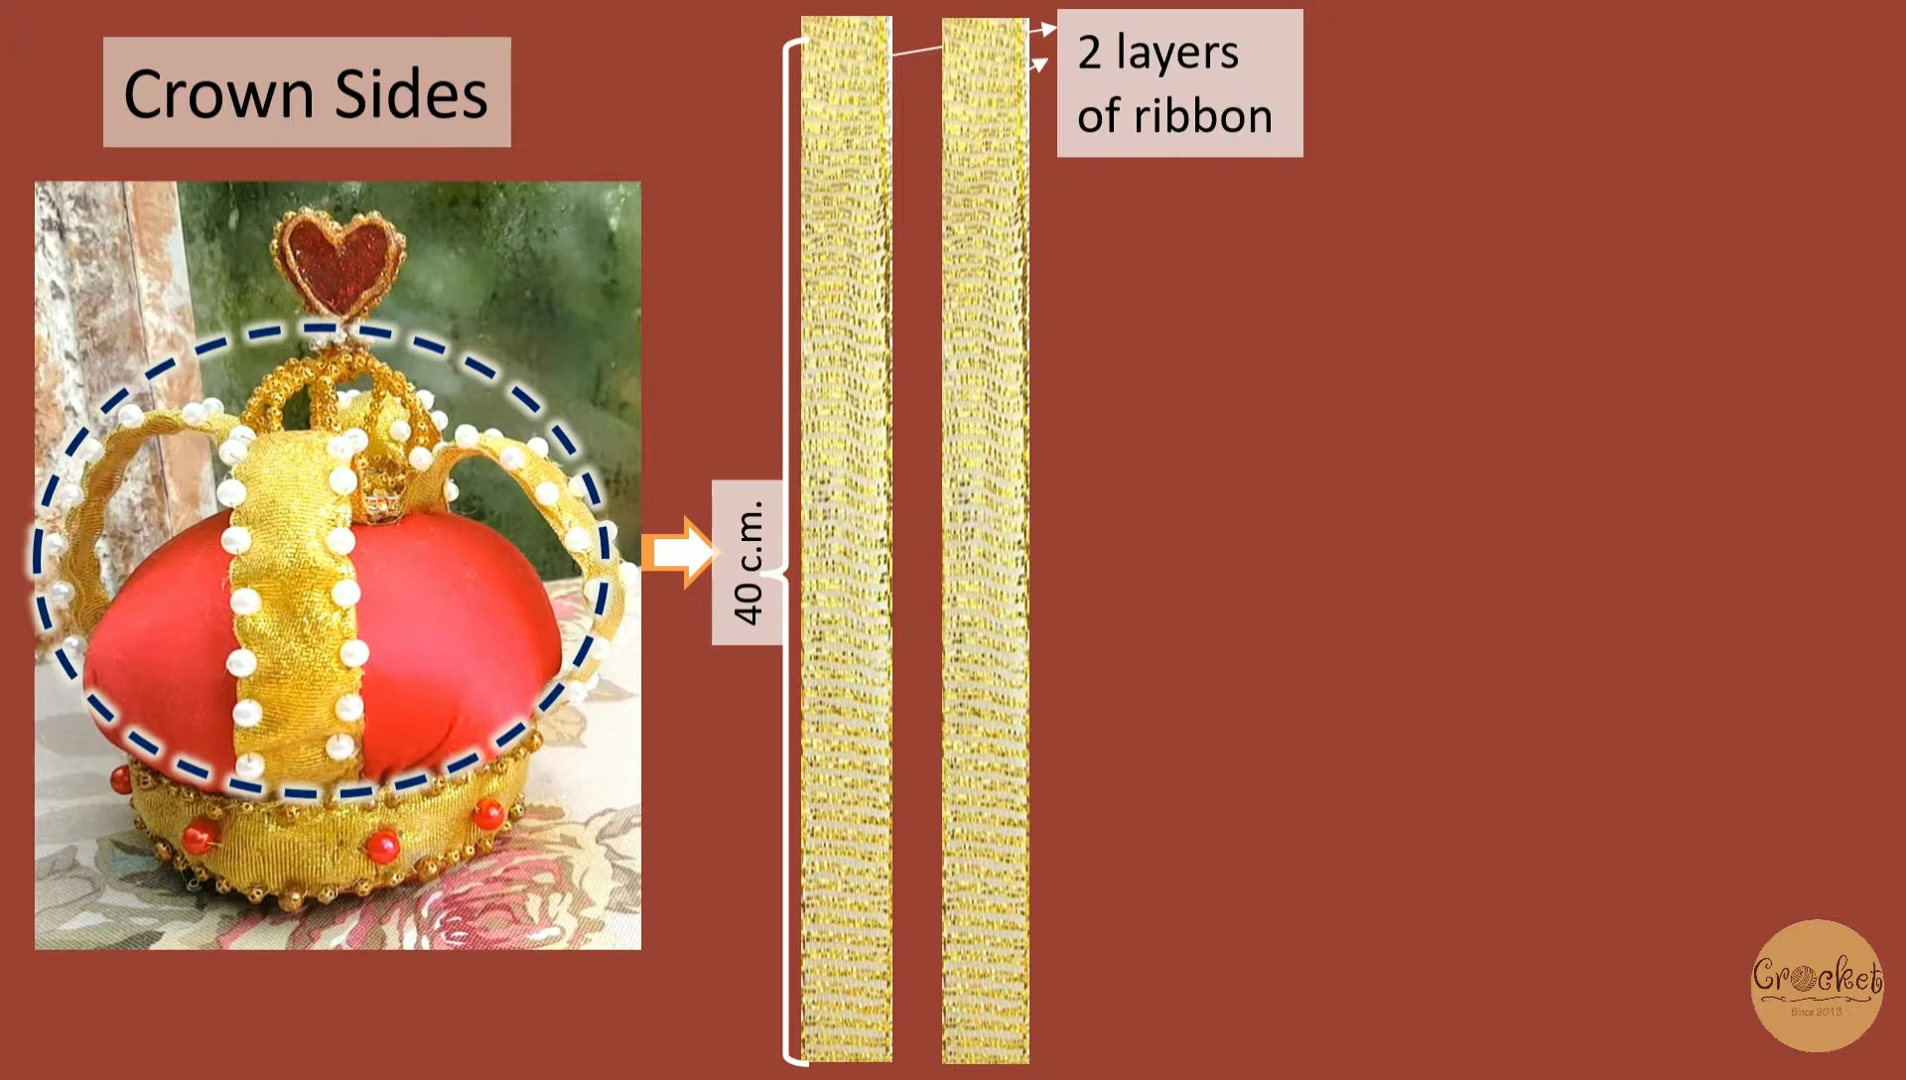 Crown Sides
2 layers
of ribbon
40 c.m.
Crocket
Since 2013